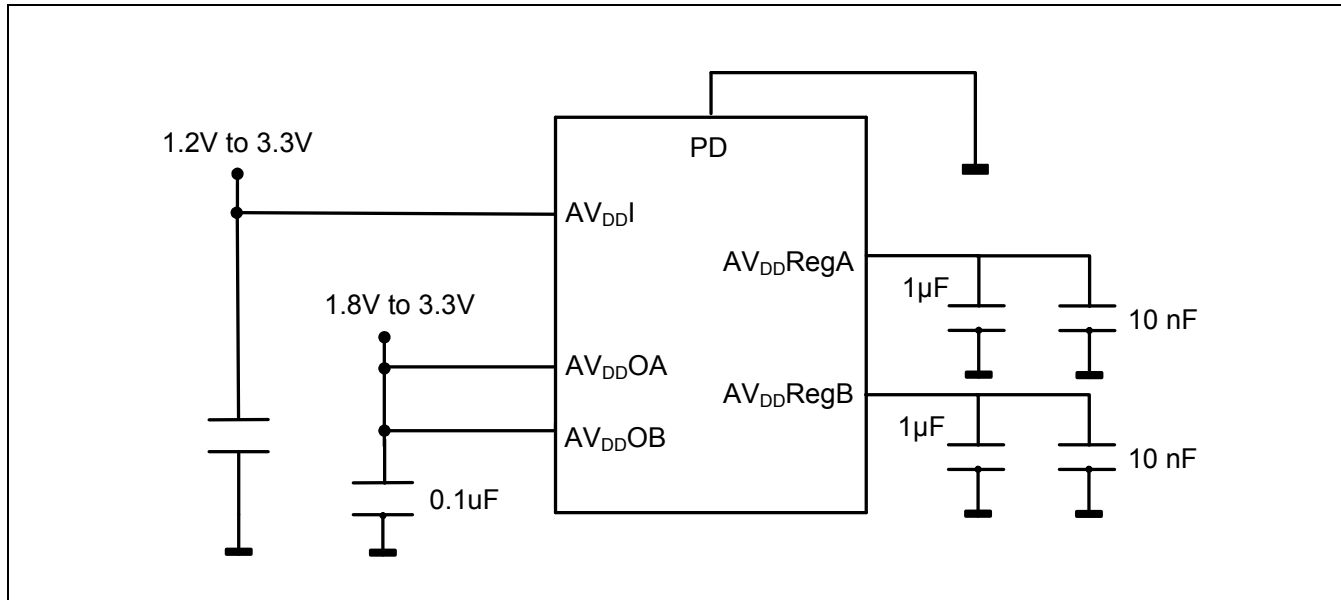 PD
1.2V to 3.3V
AVDDI
AVDDRegA
1µF
10 nF
1.8V to 3.3V
AVDDOA
AVDDRegB
1µF
10 nF
AVDDOB
0.1uF